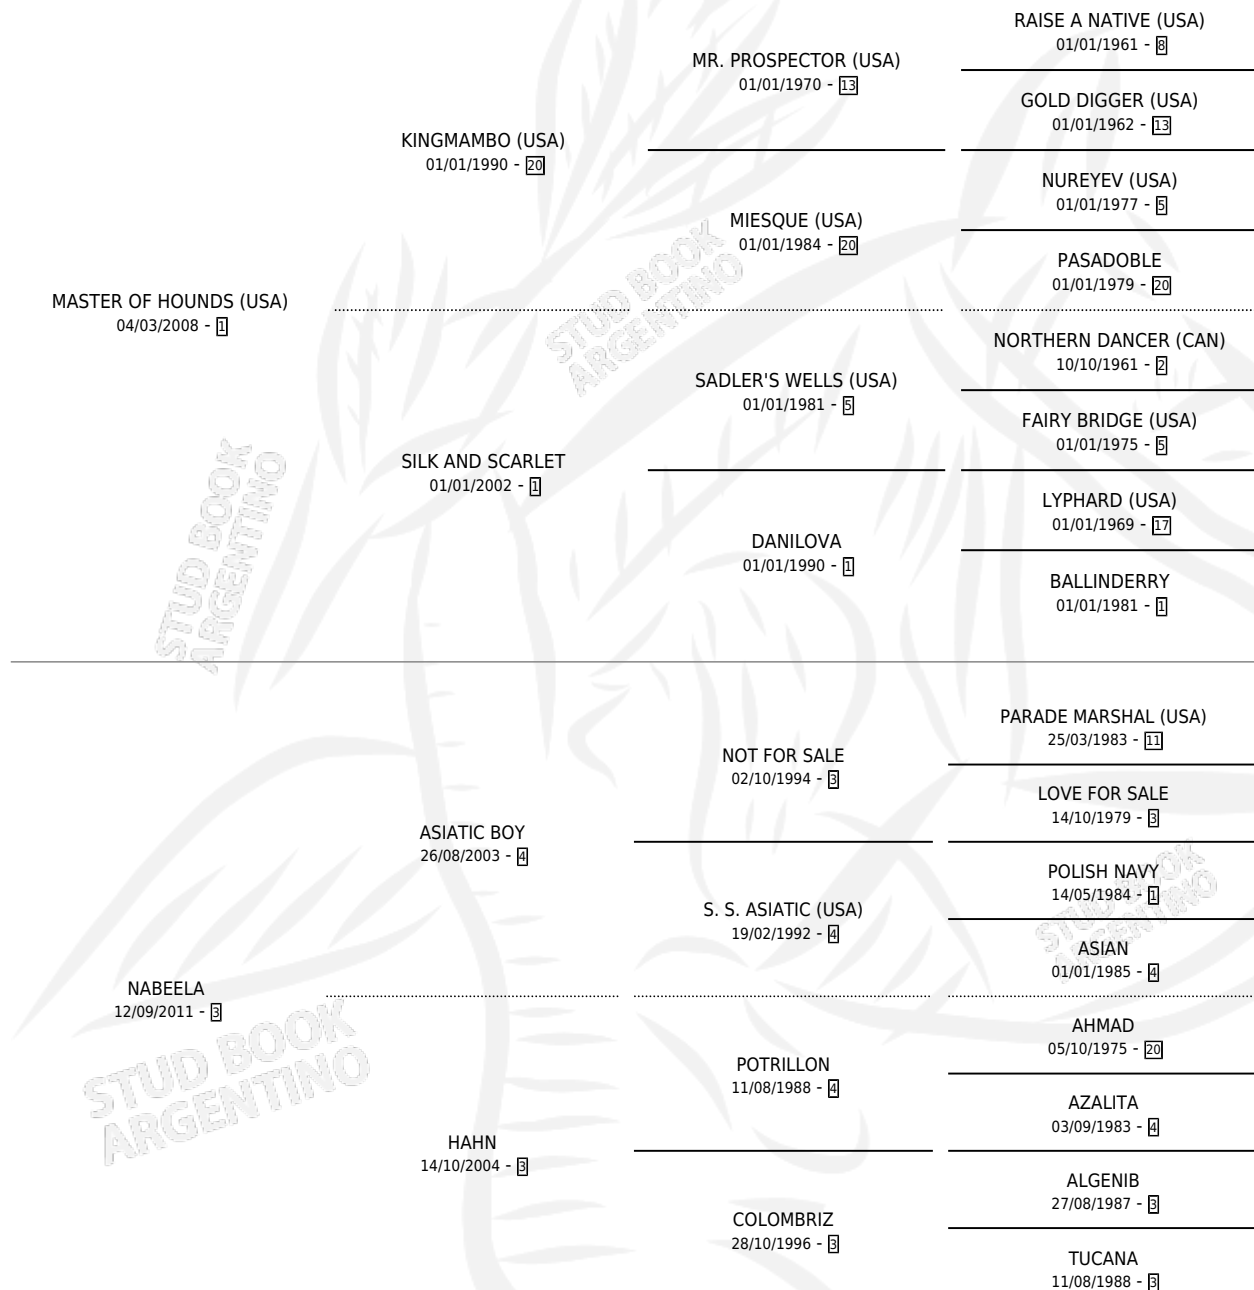 RAISE A NATIVE (USA)
01/01/1961 - 8
MR. PROSPECTOR (USA)
01/01/1970 - 13
GOLD DIGGER (USA)
01/01/1962 - 13
KINGMAMBO (USA)
01/01/1990 - 20
NUREYEV (USA)
01/01/1977 - 5
MIESQUE (USA)
01/01/1984 - 20
PASADOBLE
01/01/1979 - 20
MASTER OF HOUNDS (USA)
04/03/2008 - 1
NORTHERN DANCER (CAN)
10/10/1961 - 2
SADLER'S WELLS (USA)
01/01/1981 - 5
FAIRY BRIDGE (USA)
01/01/1975 - 5
SILK AND SCARLET
01/01/2002 - 1
LYPHARD (USA)
01/01/1969 - 17
DANILOVA
01/01/1990 - 1
BALLINDERRY
01/01/1981 - 1
STUD BOOK
ARGENTINO
STUD BOOK
ARGENTINO
PARADE MARSHAL (USA)
25/03/1983 - 11
NOT FOR SALE
02/10/1994 - 3
LOVE FOR SALE
14/10/1979 - 3
ASIATIC BOY
26/08/2003 - 4
POLISH NAVY
14/05/1984 - 1
S. S. ASIATIC (USA)
19/02/1992 - 4
ASIAN
01/01/1985 - 4
STUD BOOK
ARGENTINO
NABEELA
12/09/2011 - 3
AHMAD
05/10/1975 - 20
POTRILLON
11/08/1988 - 4
AZALITA
03/09/1983 - 4
HAHN
14/10/2004 - 3
ALGENIB
27/08/1987 - 3
COLOMBRIZ
28/10/1996 - 3
TUCANA
11/08/1988 - 3
STUD BOOK
ARGENTINO